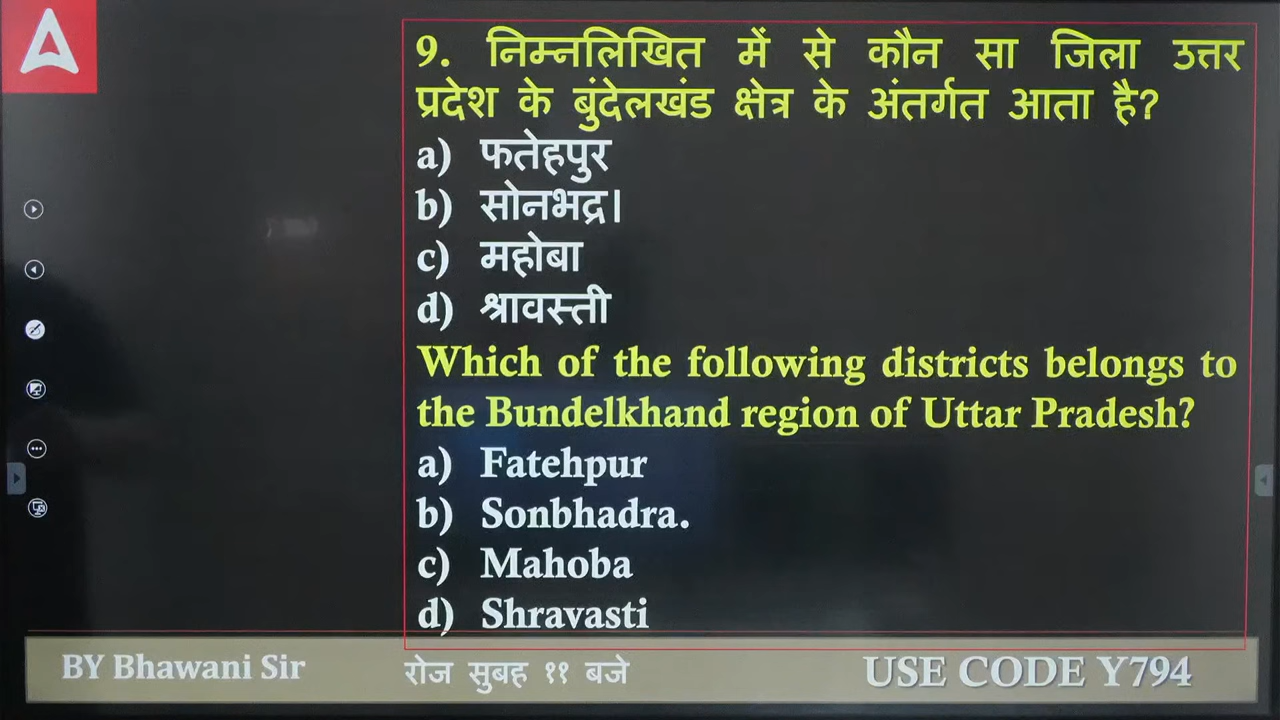 9. निम्नलिखित में से कौन सा जिला उत्तर
प्रदेश के बुंदेलखंड क्षेत्र के अंतर्गत आता है?
a) फतेहपुर
b) सोनभद्र।
c) महोबा
d) श्रावस्ती
Which of the following districts belongs to
the Bundelkhand region of Uttar Pradesh?
a) Fatehpur
b) Sonbhadra.
c) Mahoba
d) Shravasti
BY Bhawani Sir रोज सुबह ११ बजे USE CODE Y794